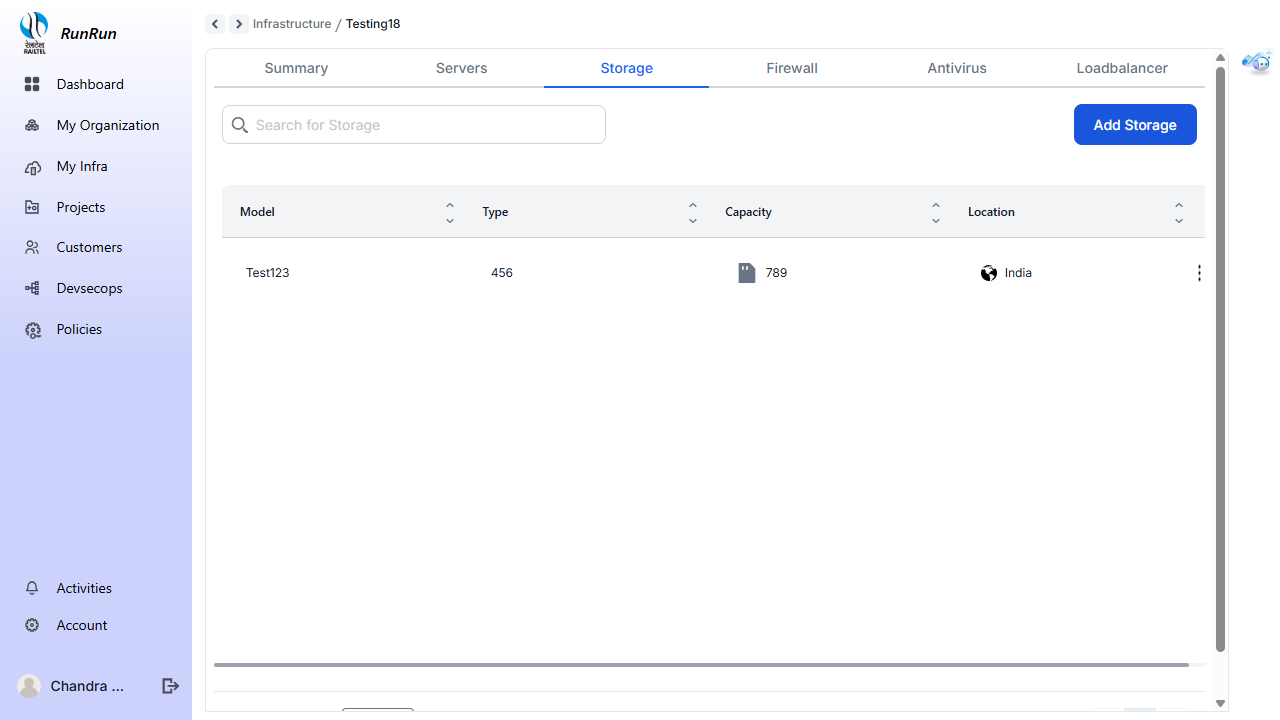 रेलटेल
RAILTEL
RunRun
Dashboard
My Organization
My Infra
Projects
Customers
Devsecops
Policies
Activities
Account
Chandra ...
Infrastructure / Testing18
Summary Servers Storage Firewall Antivirus Loadbalancer
Search for Storage
Add Storage
Model Type Capacity Location
Test123 456 789 India